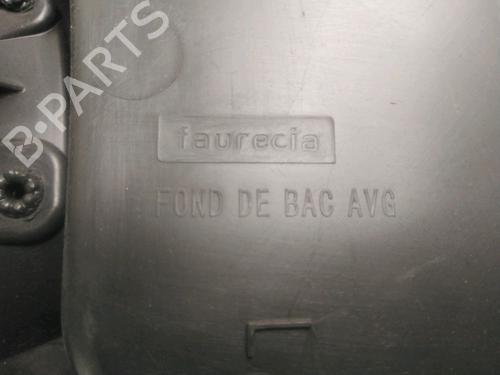 B-PARTS
faurecia
FOND DE BAC AVG